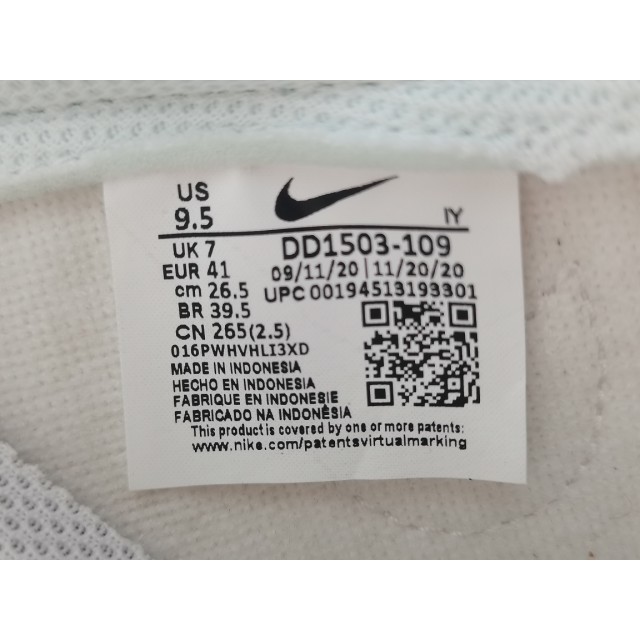 US
9.5
IY
UK 7
DD1503-109
EUR 41
09/11/20 | 11/20/20
cm 26.5
UPC 00194513193301
BR 39.5
CN 265(2.5)
016PWHVHLI3XD
MADE IN INDONESIA
HECHO EN INDONESIA
FABRIQUE EN INDONESIE
FABRICADO NA INDONÉSIA
This product is covered by one or more patents:
www.nike.com/patentsvirtualmarking